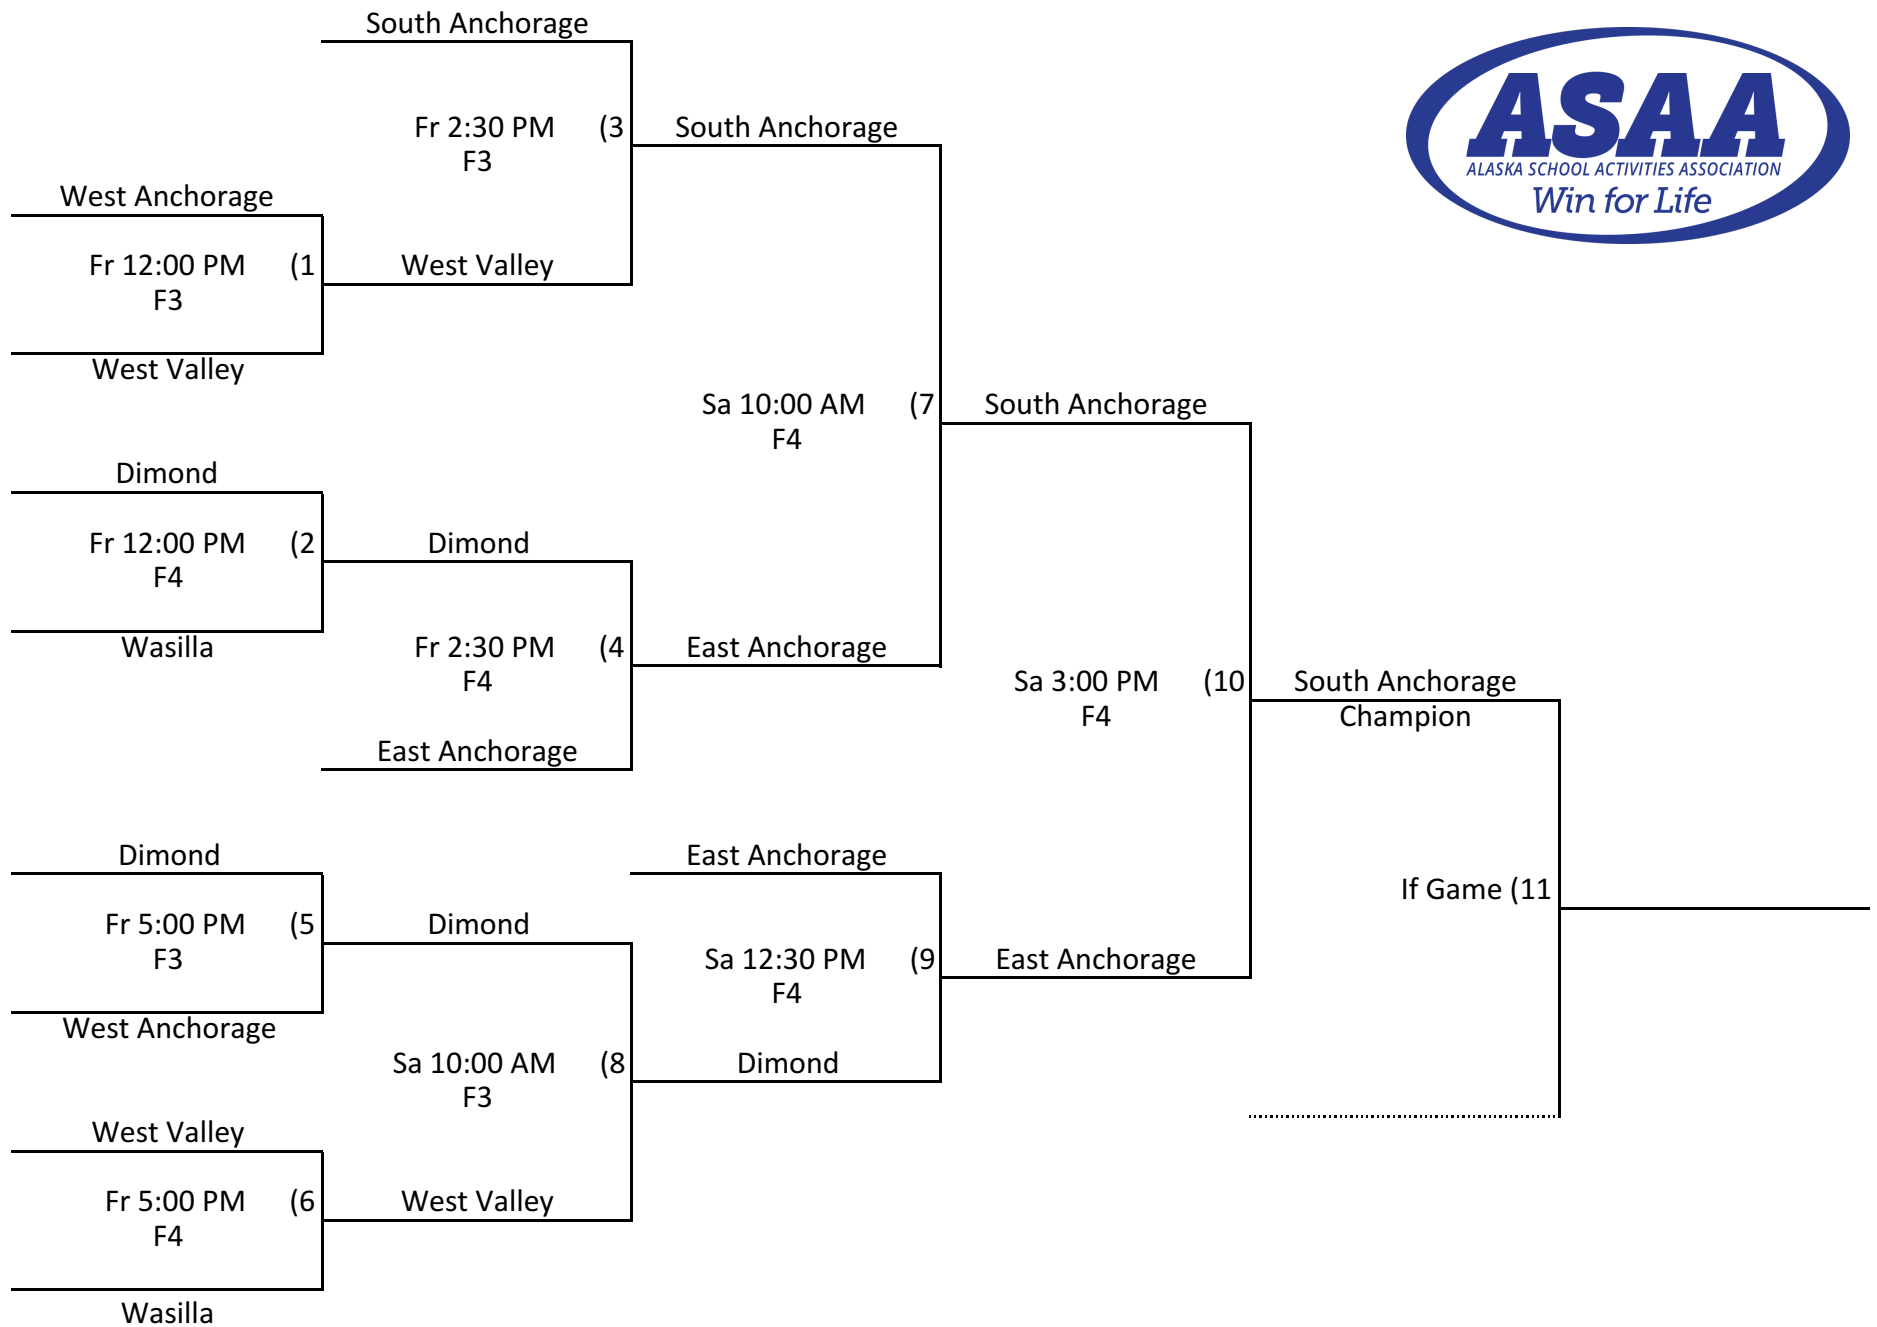 South Anchorage
Fr 2:30 PM (3
F3
South Anchorage
West Anchorage
Fr 12:00 PM (1
F3
West Valley
West Valley
Sa 10:00 AM (7
F4
South Anchorage
Dimond
Fr 12:00 PM (2
F4
Dimond
Wasilla
Fr 2:30 PM (4
F4
East Anchorage
East Anchorage
Sa 3:00 PM (10
F4
South Anchorage
Champion
Dimond
Fr 5:00 PM (5
F3
Dimond
West Anchorage
East Anchorage
Sa 12:30 PM (9
F4
East Anchorage
If Game (11
Sa 10:00 AM (8
F3
Dimond
West Valley
Fr 5:00 PM (6
F4
West Valley
Wasilla
ASAA
ALASKA SCHOOL ACTIVITIES ASSOCIATION
Win for Life